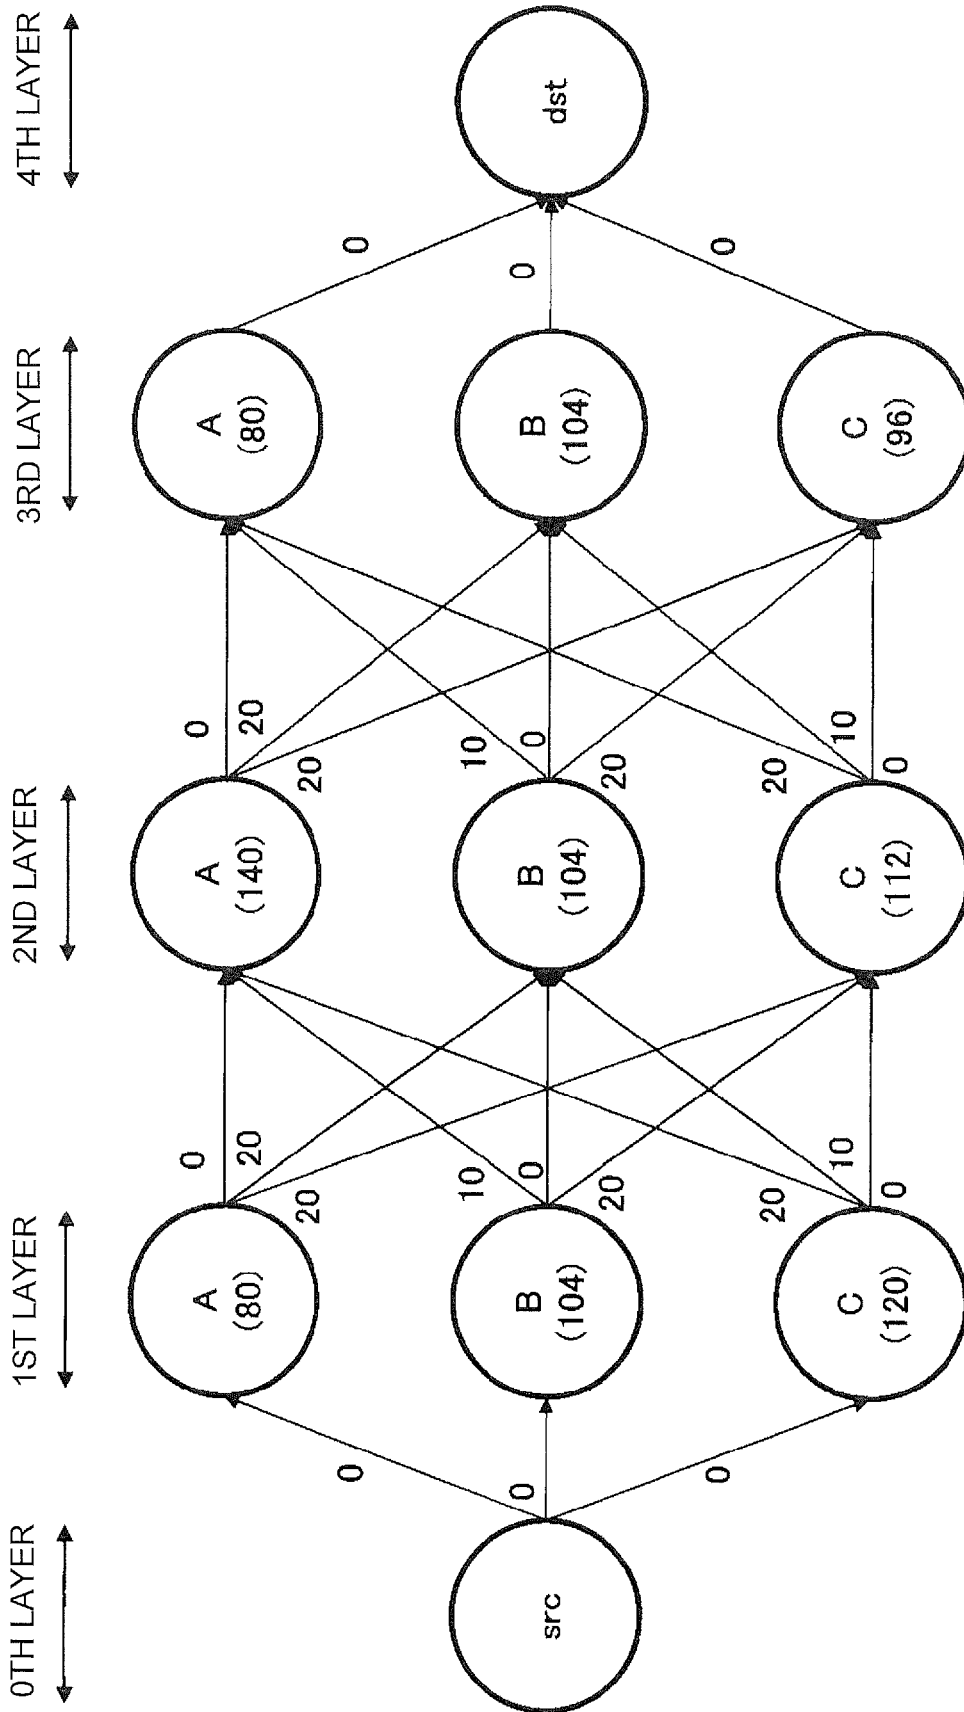 0TH LAYER
1ST LAYER
2ND LAYER
3RD LAYER
4TH LAYER
src
0
0
0
A
(80)
B
(104)
C
(120)
0
20
20
10
0
20
20
10
0
A
(140)
B
(104)
C
(112)
0
20
20
10
0
20
20
10
0
A
(80)
B
(104)
C
(96)
0
0
0
dst